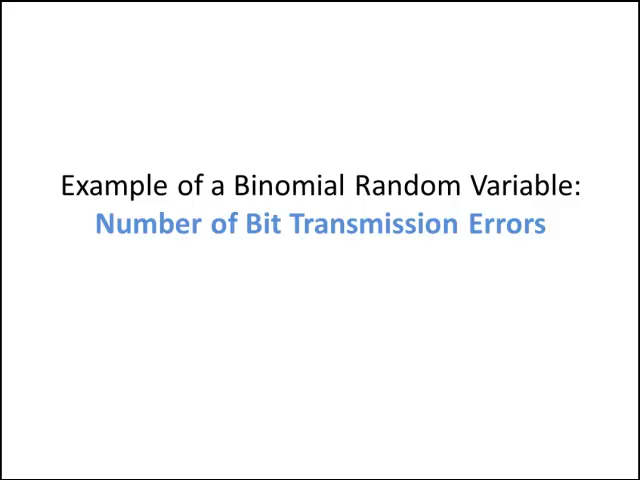 Example of a Binomial Random Variable:
Number of Bit Transmission Errors